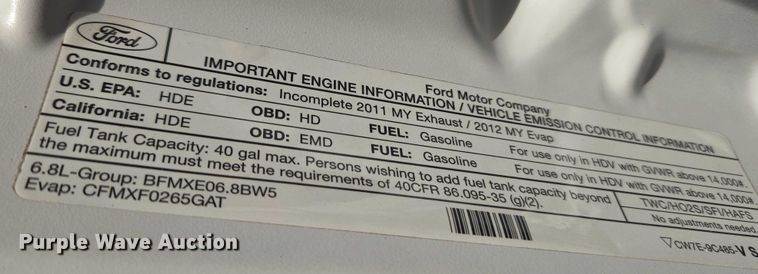 Ford
Ford Motor Company
IMPORTANT ENGINE INFORMATION / VEHICLE EMISSION CONTROL INFORMATION
Conforms to regulations: Incomplete 2011 MY Exhaust / 2012 MY Evap
U.S. EPA: HDE OBD: HD FUEL: Gasoline For use only in HDV with GVWR above 14,000#.
California: HDE OBD: EMD FUEL: Gasoline For use only in HDV with GVWR above 14,000#.
Fuel Tank Capacity: 40 gal max. Persons wishing to add fuel tank capacity beyond
the maximum must meet the requirements of 40CFR 86.095-35 (g)(2).
6.8L-Group: BFMXE06.8BW5
Evap: CFMXF0265GAT
TWC/HO2S/SFI/HAFS
No adjustments needed.
CW7E-9C485-V S
Purple Wave Auction